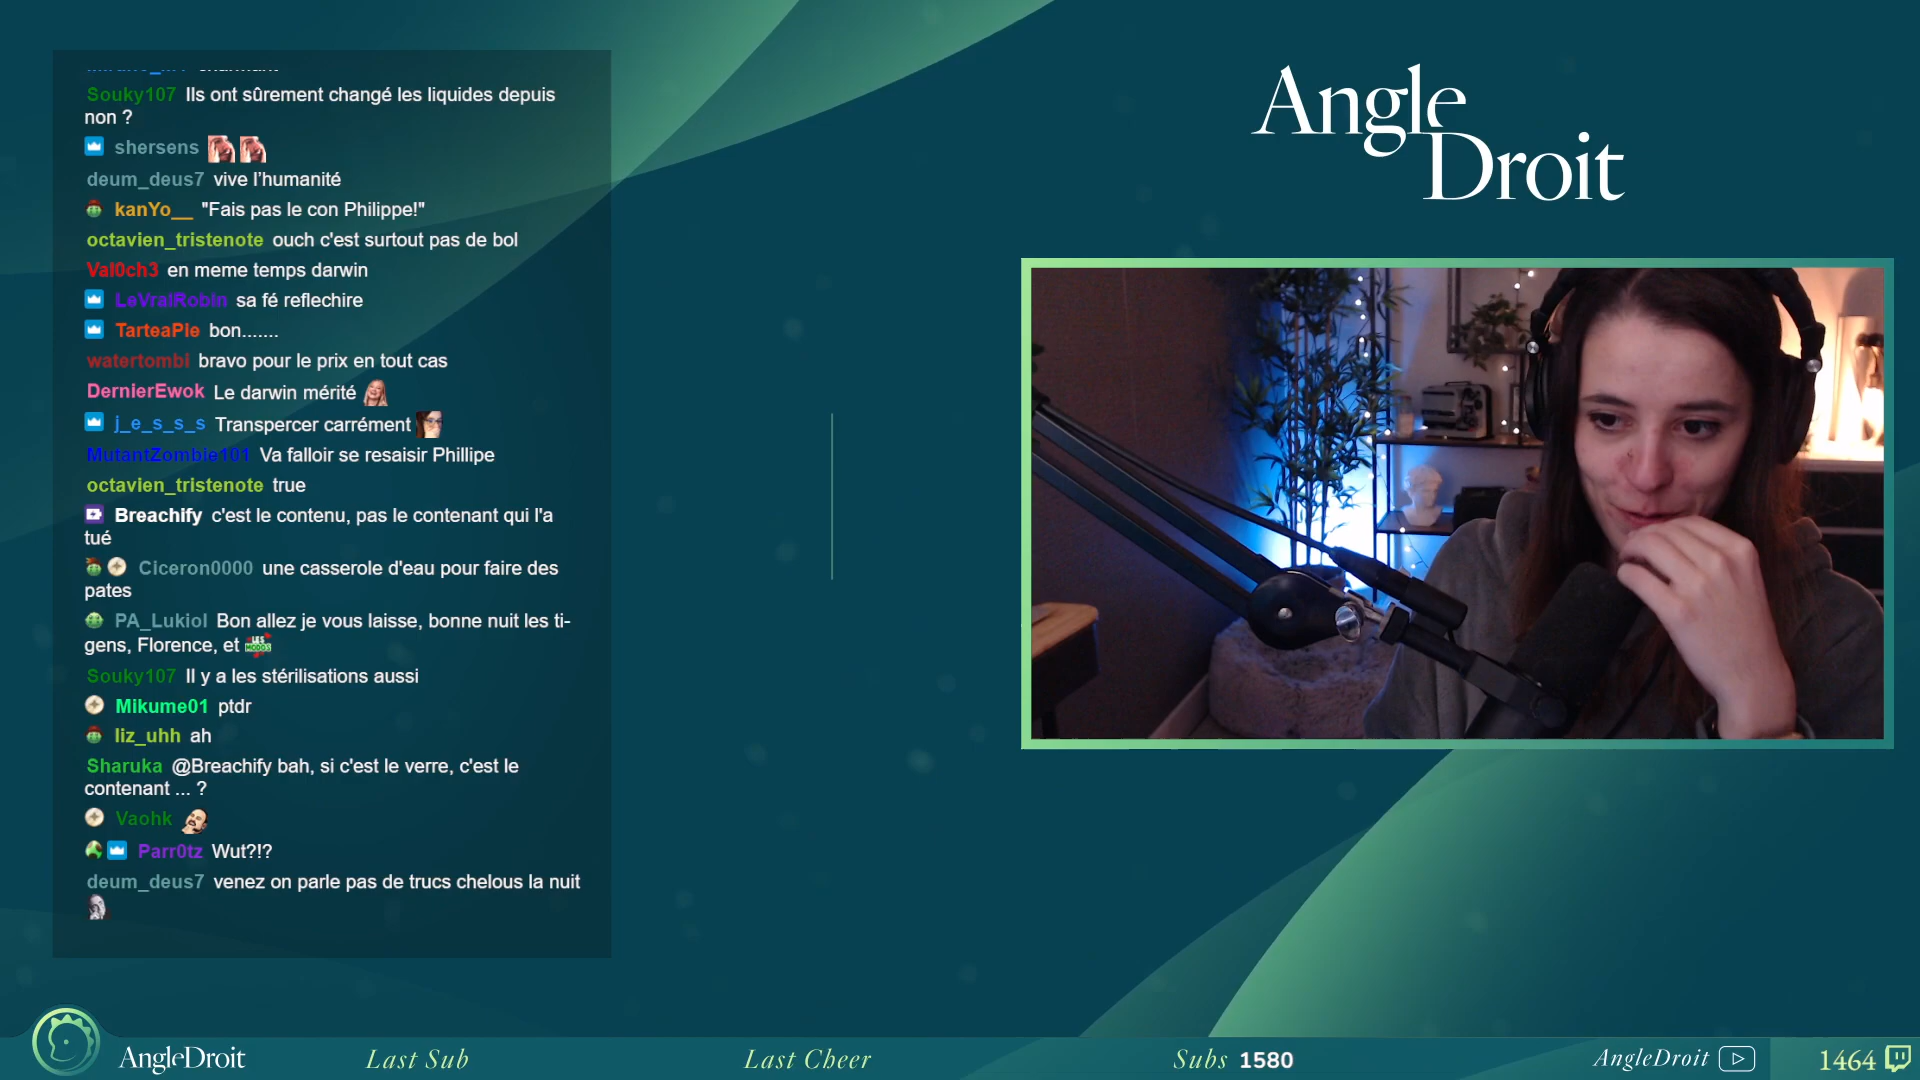 Souky107 Ils ont sûrement changé les liquides depuis
non ?
shersens
deum_deus7 vive l'humanité
kanYo__ "Fais pas le con Philippe!"
octavien_tristenote ouch c'est surtout pas de bol
Val0ch3 en meme temps darwin
LeVraiRobin sa fé reflechire
TarteaPie bon.......
watertombi bravo pour le prix en tout cas
DernierEwok Le darwin mérité
j_e_s_s_s Transpercer carrément
MutantZombie101 Va falloir se resaisir Phillipe
octavien_tristenote true
Breachify c'est le contenu, pas le contenant qui l'a
tué
Ciceron0000 une casserole d'eau pour faire des
pates
PA_Lukiol Bon allez je vous laisse, bonne nuit les ti-
gens, Florence, et LES MODOS
Souky107 Il y a les stérilisations aussi
Mikume01 ptdr
liz_uhh ah
Sharuka @Breachify bah, si c'est le verre, c'est le
contenant ... ?
Vaohk
Parr0tz Wut?!?
deum_deus7 venez on parle pas de trucs chelous la nuit
Angle
Droit
AngleDroit
Last Sub
Last Cheer
Subs 1580
AngleDroit
1464